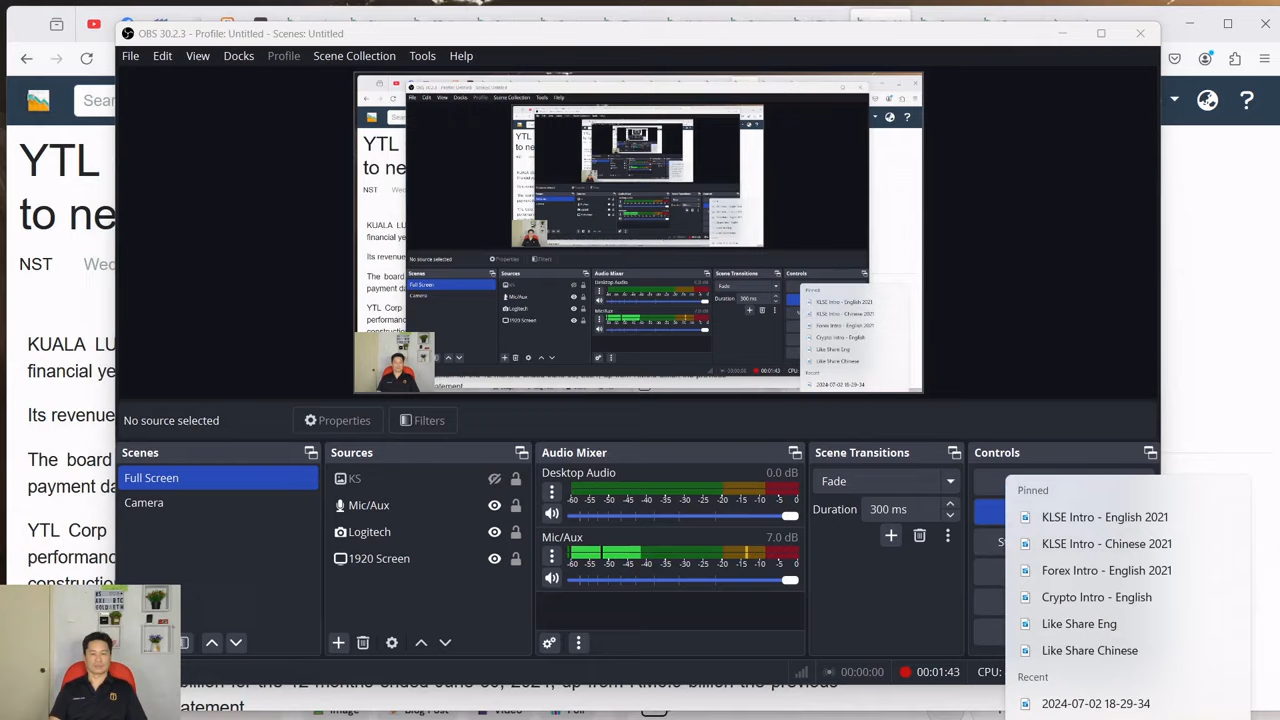 OBS 30.2.3 - Profile: Untitled - Scenes: Untitled
File Edit View Docks Profile Scene Collection Tools Help
Sear
?
YTL
to ne
NST Wed
KUALA LU
financial ye
Its revenue
The board
payment da
YTL Corp
performanc
No source selected
Properties
Filters
Scenes
Full Screen
Camera
Sources
KS
Mic/Aux
Logitech
1920 Screen
Audio Mixer
Desktop Audio 0.0 dB
-60 -55 -50 -45 -40 -35 -30 -25 -20 -15 -10 -5 0
Mic/Aux 7.0 dB
-60 -55 -50 -45 -40 -35 -30 -25 -20 -15 -10 -5 0
Scene Transitions
Fade
Duration 300 ms
Controls
Pinned
KLSE Intro - English 2021
KLSE Intro - Chinese 2021
Forex Intro - English 2021
Crypto Intro - English
Like Share Eng
Like Share Chinese
Recent
2024-07-02 18-29-34
00:00:00
00:01:43
CPU: